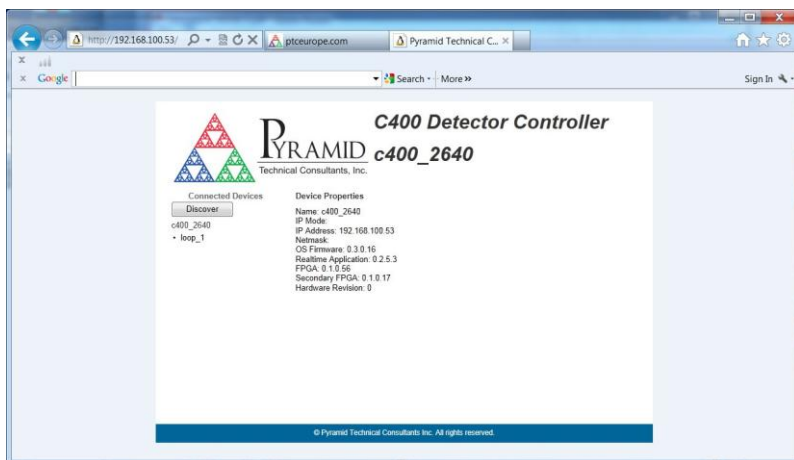 http://192.168.100.53/
ptceurope.com
Pyramid Technical C...
x Google
Search
More »
Sign In
PYRAMID
Technical Consultants, Inc.
C400 Detector Controller
c400_2640
Connected Devices
Discover
c400_2640
• loop_1
Device Properties
Name: c400_2640
IP Mode:
IP Address: 192.168.100.53
Netmask:
OS Firmware: 0.3.0.16
Realtime Application: 0.2.5.3
FPGA: 0.1.0.56
Secondary FPGA: 0.1.0.17
Hardware Revision: 0
© Pyramid Technical Consultants Inc. All rights reserved.